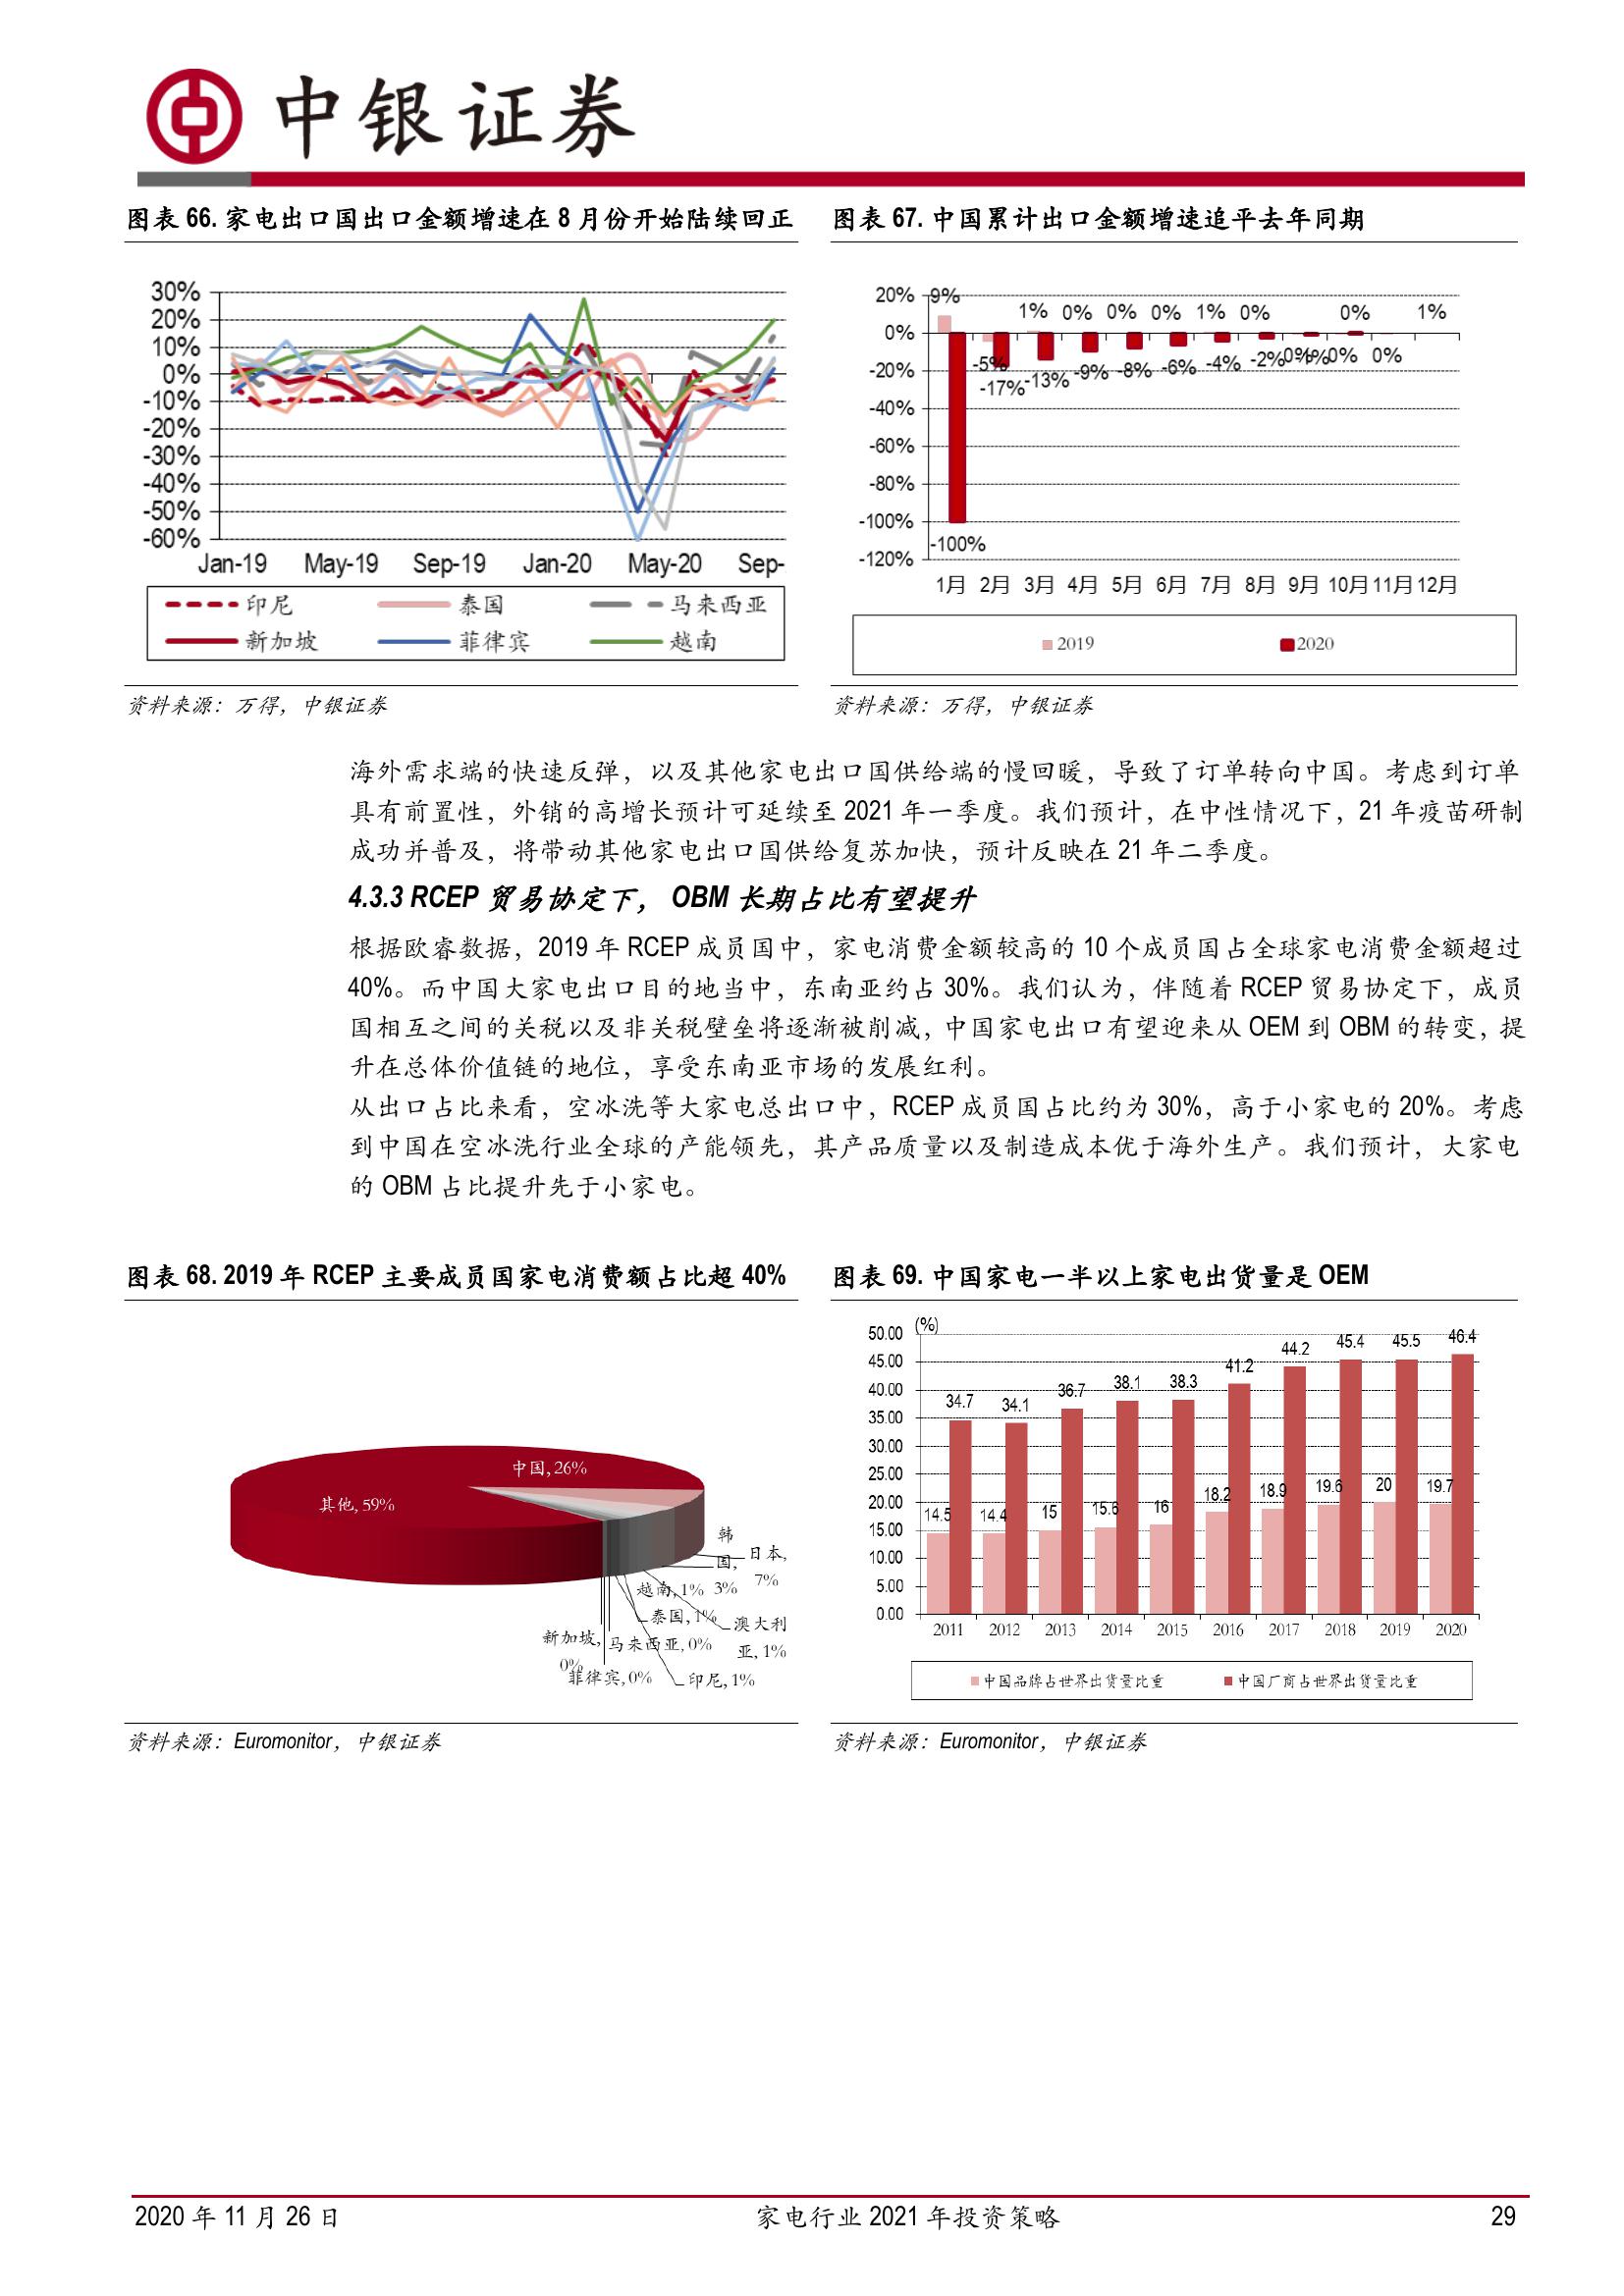 中银证券
图表 66. 家电出口国出口金额增速在 8 月份开始陆续回正
30%
20%
10%
0%
-10%
-20%
-30%
-40%
-50%
-60%
Jan-19 May-19 Sep-19 Jan-20 May-20 Sep-
印尼 泰国 马来西亚
新加坡 菲律宾 越南
资料来源：万得，中银证券
图表 67. 中国累计出口金额增速追平去年同期
20%
0%
-20%
-40%
-60%
-80%
-100%
-120%
9% 1% 0% 0% 0% 1% 0% 0% 1%
-5% -17% -13% -9% -8% -6% -4% -2% 0% -1% 0% 0%
-100%
1月 2月 3月 4月 5月 6月 7月 8月 9月 10月 11月 12月
2019 2020
资料来源：万得，中银证券
海外需求端的快速反弹，以及其他家电出口国供给端的慢回暖，导致了订单转向中国。考虑到订单
具有前置性，外销的高增长预计可延续至 2021 年一季度。我们预计，在中性情况下，21 年疫苗研制
成功并普及，将带动其他家电出口国供给复苏加快，预计反映在 21 年二季度。
4.3.3 RCEP 贸易协定下， OBM 长期占比有望提升
根据欧睿数据，2019 年 RCEP 成员国中，家电消费金额较高的 10 个成员国占全球家电消费金额超过
40%。而中国大家电出口目的地当中，东南亚约占 30%。我们认为，伴随着 RCEP 贸易协定下，成员
国相互之间的关税以及非关税壁垒将逐渐被削减，中国家电出口有望迎来从 OEM 到 OBM 的转变，提
升在总体价值链的地位，享受东南亚市场的发展红利。
从出口占比来看，空冰洗等大家电总出口中，RCEP 成员国占比约为 30%，高于小家电的 20%。考虑
到中国在空冰洗行业全球的产能领先，其产品质量以及制造成本优于海外生产。我们预计，大家电
的 OBM 占比提升先于小家电。
图表 68. 2019 年 RCEP 主要成员国家电消费额占比超 40%
中国, 26%
其他, 59%
韩国, 3%
日本, 7%
越南, 1%
泰国, 1%
澳大利亚, 1%
新加坡, 0%
马来西亚, 0%
菲律宾, 0%
印尼, 1%
资料来源：Euromonitor，中银证券
图表 69. 中国家电一半以上家电出货量是 OEM
(%)
50.00
45.00
40.00
35.00
30.00
25.00
20.00
15.00
10.00
5.00
0.00
34.7 34.1 36.7 38.1 38.3 41.2 44.2 45.4 45.5 46.4
14.5 14.4 15 15.6 16 18.2 18.9 19.6 20 19.7
2011 2012 2013 2014 2015 2016 2017 2018 2019 2020
中国品牌占世界出货量比重 中国厂商占世界出货量比重
资料来源：Euromonitor，中银证券
2020 年 11 月 26 日 家电行业 2021 年投资策略 29